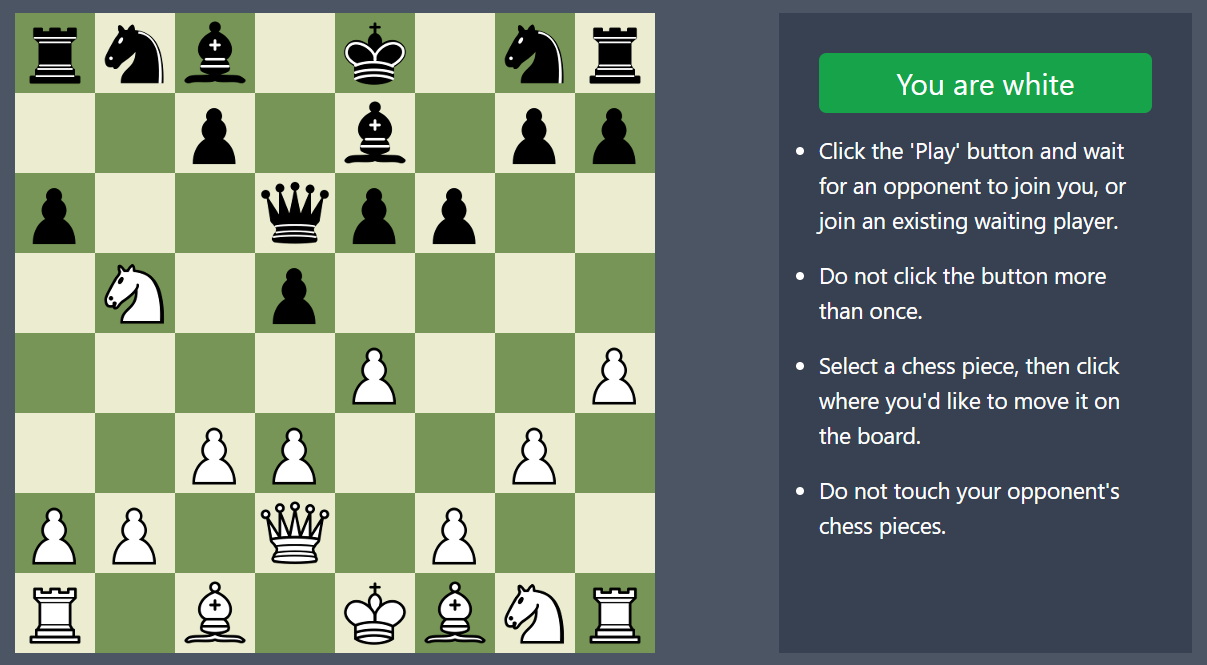 You are white
Click the 'Play' button and wait
for an opponent to join you, or
join an existing waiting player.
Do not click the button more
than once.
Select a chess piece, then click
where you'd like to move it on
the board.
Do not touch your opponent's
chess pieces.